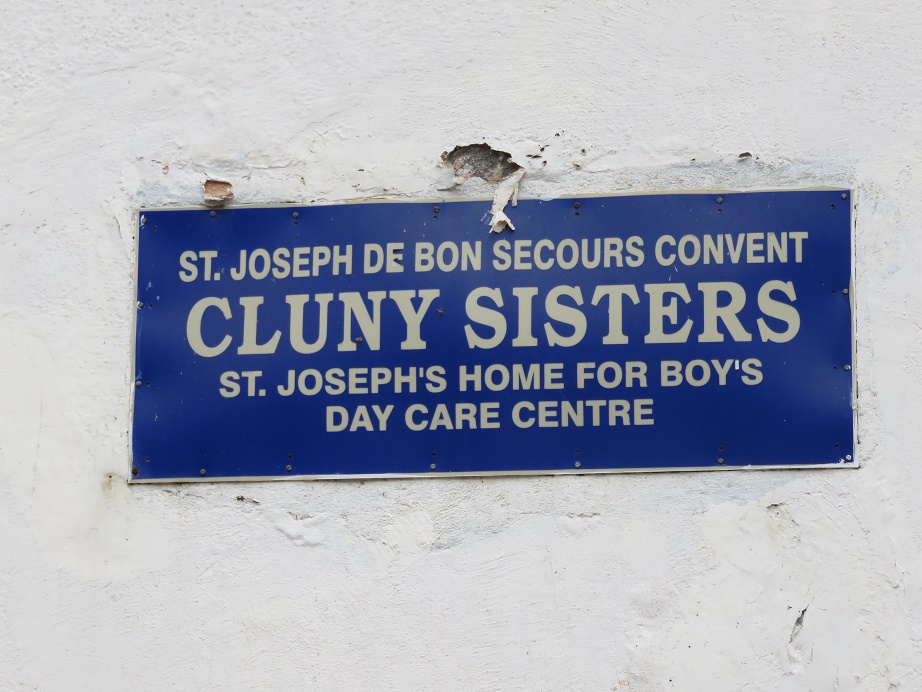 ST. JOSEPH DE BON SECOURS CONVENT
CLUNY SISTERS
ST. JOSEPH'S HOME FOR BOY'S
DAY CARE CENTRE